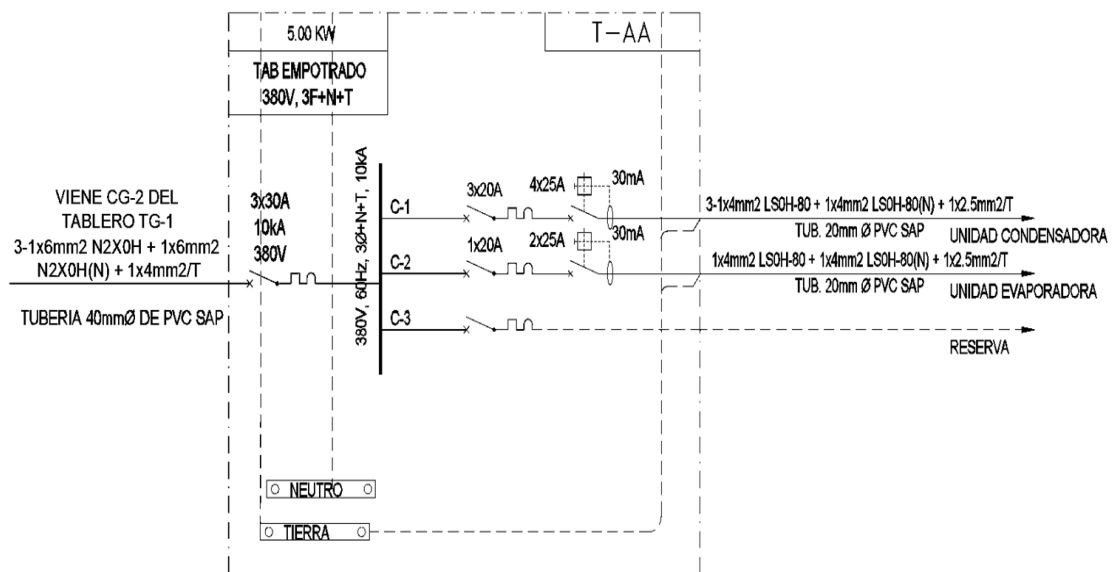 5.00 KW
T-AA
TAB EMPOTRADO
380V, 3F+N+T
VIENE CG-2 DEL
TABLERO TG-1
3-1x6mm2 N2X0H + 1x6mm2
N2X0H(N) + 1x4mm2/T
TUBERIA 40mmØ DE PVC SAP
3x30A
10kA
380V
380V, 60Hz, 3Ø+N+T, 10kA
C-1
3x20A
4x25A
30mA
3-1x4mm2 LS0H-80 + 1x4mm2 LS0H-80(N) + 1x2.5mm2/T
TUB. 20mm Ø PVC SAP
UNIDAD CONDENSADORA
C-2
1x20A
2x25A
30mA
1x4mm2 LS0H-80 + 1x4mm2 LS0H-80(N) + 1x2.5mm2/T
TUB. 20mm Ø PVC SAP
UNIDAD EVAPORADORA
C-3
RESERVA
NEUTRO
TIERRA